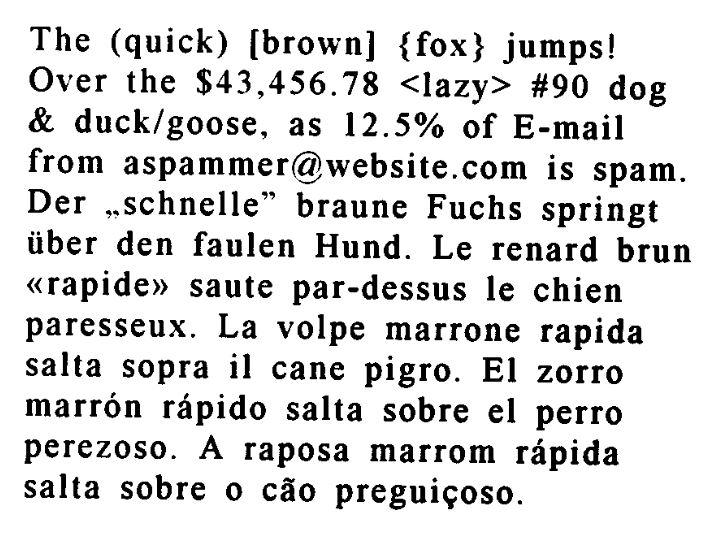 The (quick) [brown] {fox} jumps!
Over the $43,456.78 <lazy> #90 dog
& duck/goose, as 12.5% of E-mail
from aspammer@website.com is spam.
Der „schnelle” braune Fuchs springt
über den faulen Hund. Le renard brun
«rapide» saute par-dessus le chien
paresseux. La volpe marrone rapida
salta sopra il cane pigro. El zorro
marrón rápido salta sobre el perro
perezoso. A raposa marrom rápida
salta sobre o cão preguiçoso.